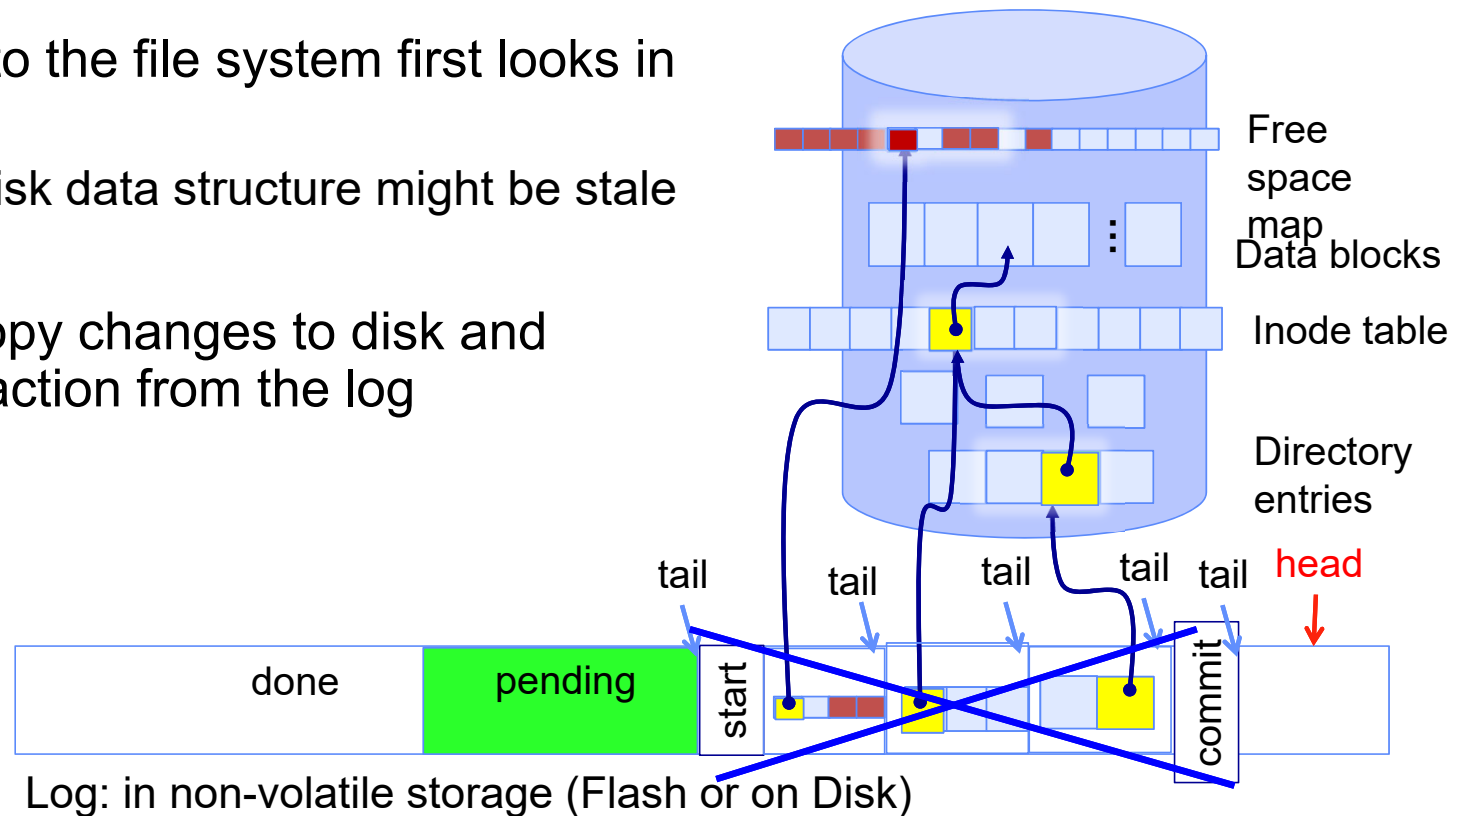 to the file system first looks in
isk data structure might be stale
opy changes to disk and
action from the log
Free
space
map
Data blocks
Inode table
Directory
entries
tail
tail
tail
tail
tail
head
done
pending
start
commit
Log: in non-volatile storage (Flash or on Disk)